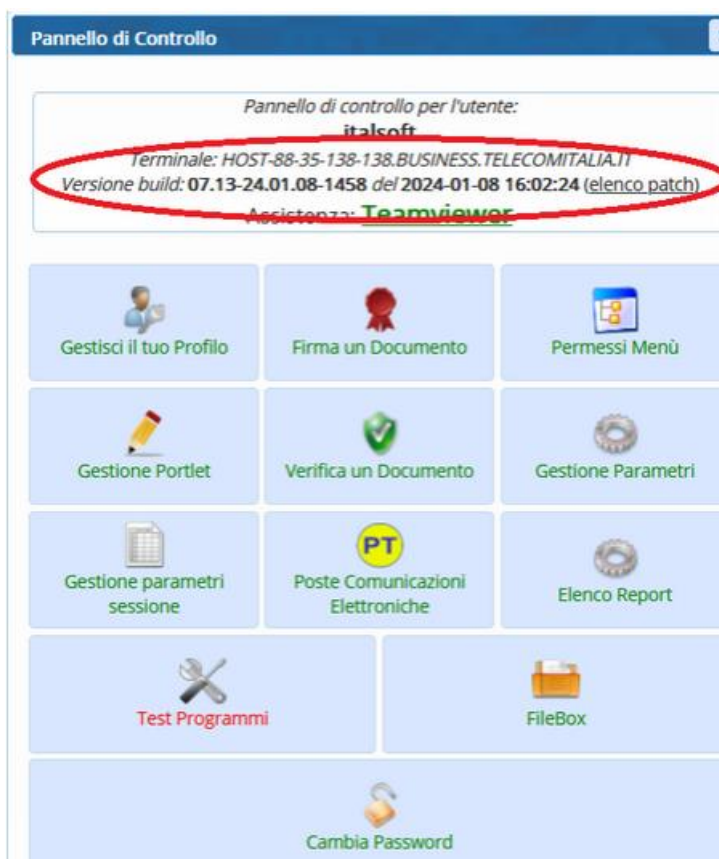 Pannello di Controllo
Pannello di controllo per l'utente:
italsoft
Terminale: HOST-88-35-138-138.BUSINESS.TELECOMITALIA.IT
Versione build: 07.13-24.01.08-1458 del 2024-01-08 16:02:24 (elenco patch)
Assistenza: Teamviewer
Gestisci il tuo Profilo
Firma un Documento
Permessi Menù
Gestione Portlet
Verifica un Documento
Gestione Parametri
Gestione parametri
sessione
PT
Poste Comunicazioni
Elettroniche
Elenco Report
Test Programmi
FileBox
Cambia Password